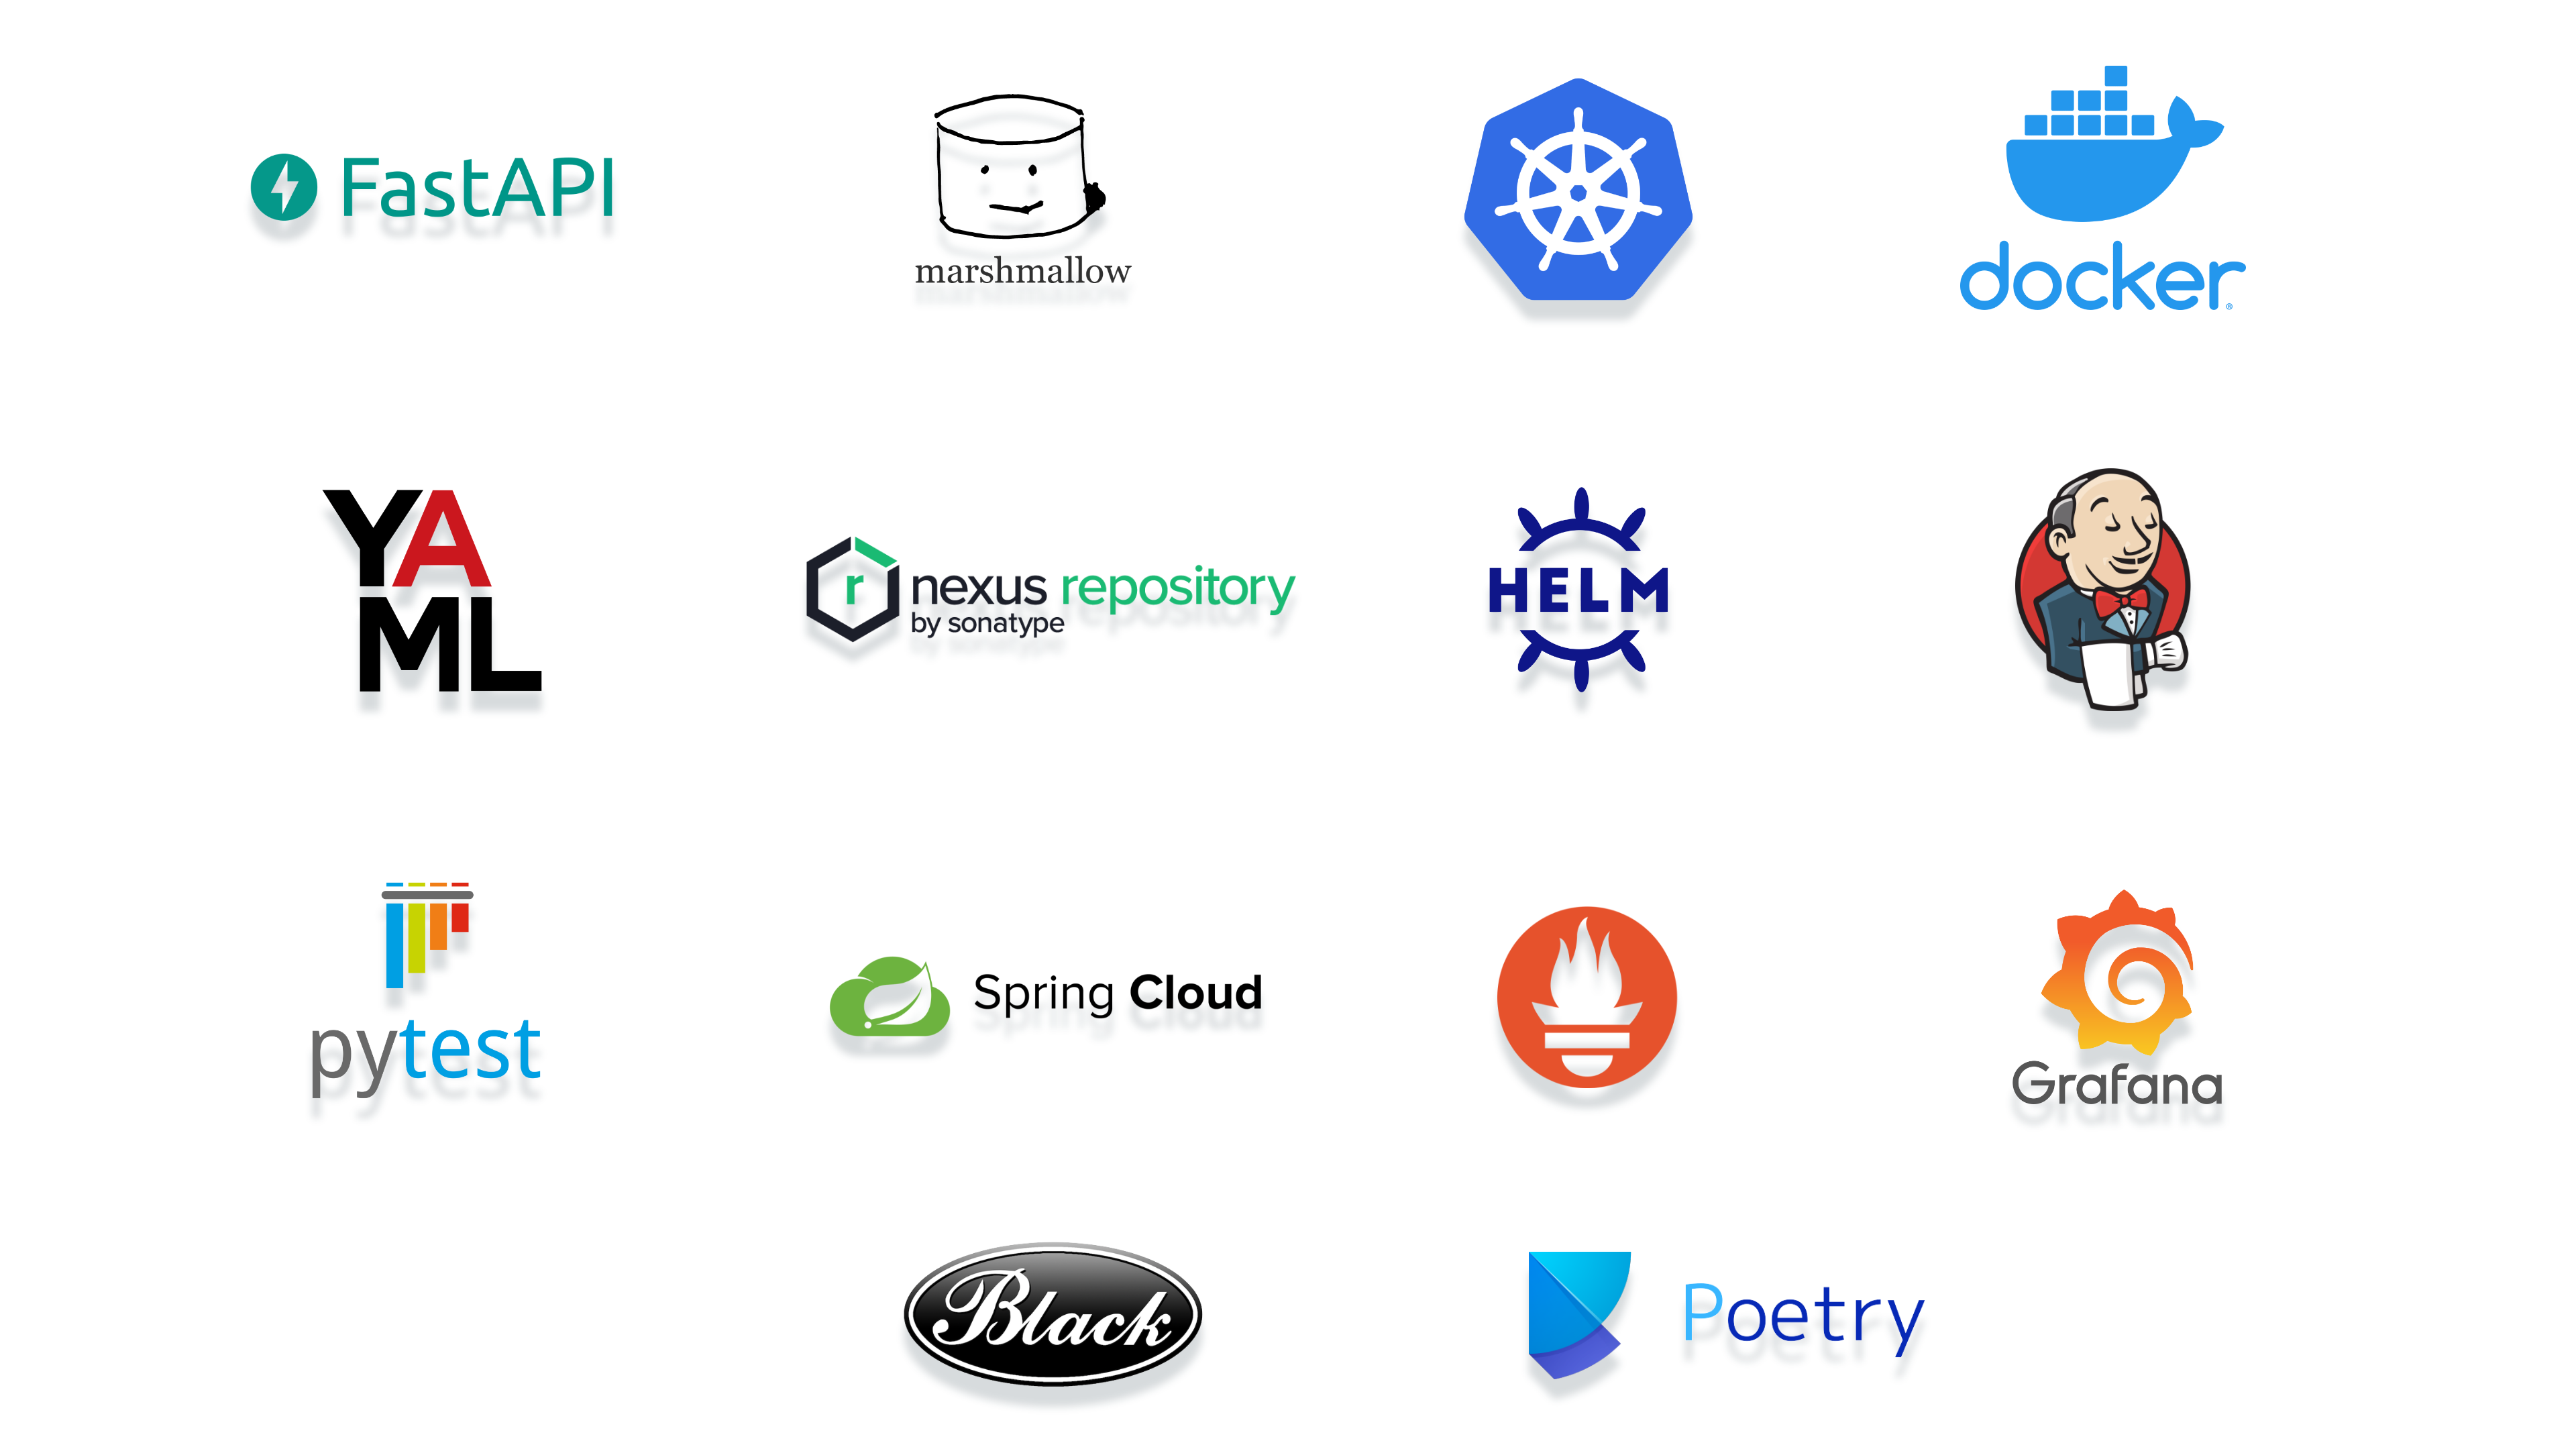 FastAPI
marshmallow
docker®
YA
ML
r
nexus repository
by sonatype
HELM
pytest
Spring Cloud
Grafana
Black
Poetry